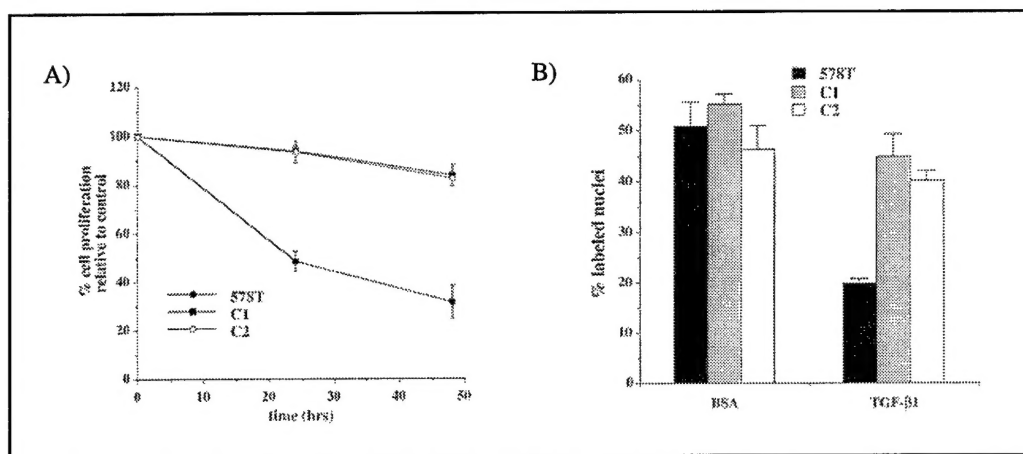 A)
% cell proliferation
relative to control
120
100
80
60
40
20
0
578T
C1
C2
0
10
20
30
40
50
time (hrs)
B)
% labeled nuclei
60
50
40
30
20
10
0
578T
C1
C2
BSA
TGF-β1